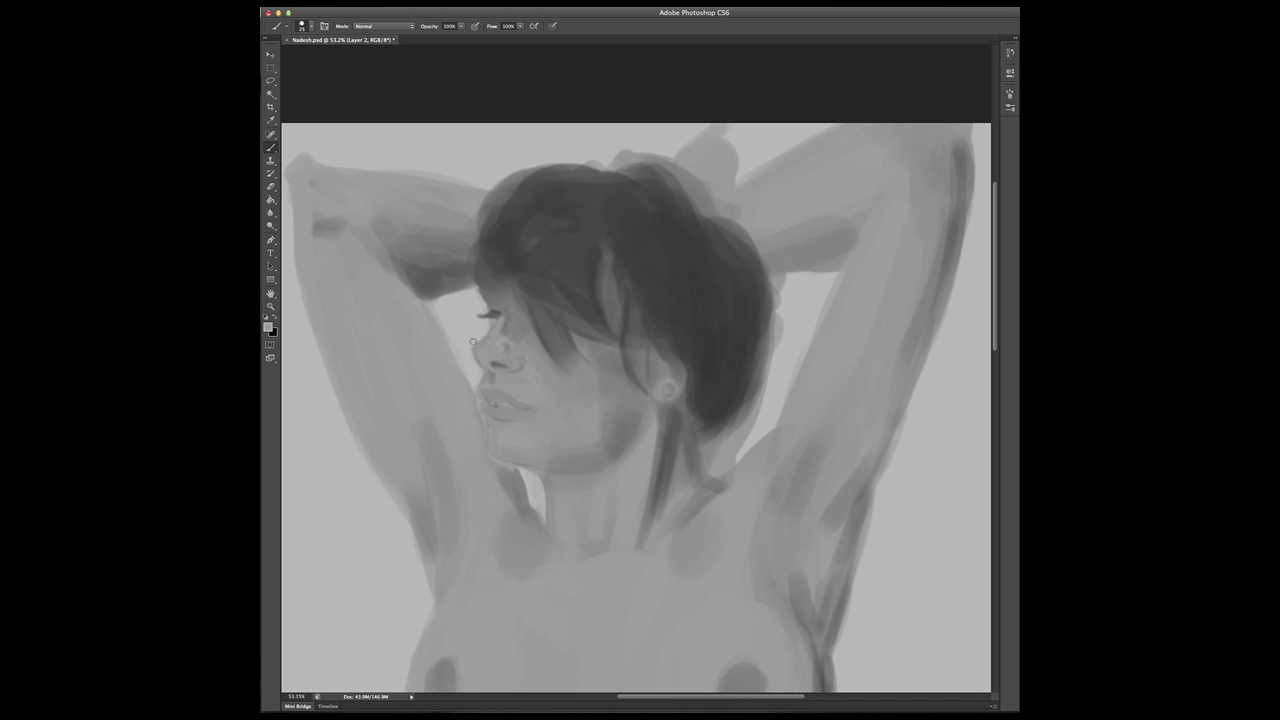 Adobe Photoshop CS6
25 Mode: Normal Opacity: 100% Flow: 100%
× Nadesh.psd @ 53.2% (Layer 2, RGB/8*) *
53.15% Doc: 43.9M/146.9M
Mini Bridge Timeline